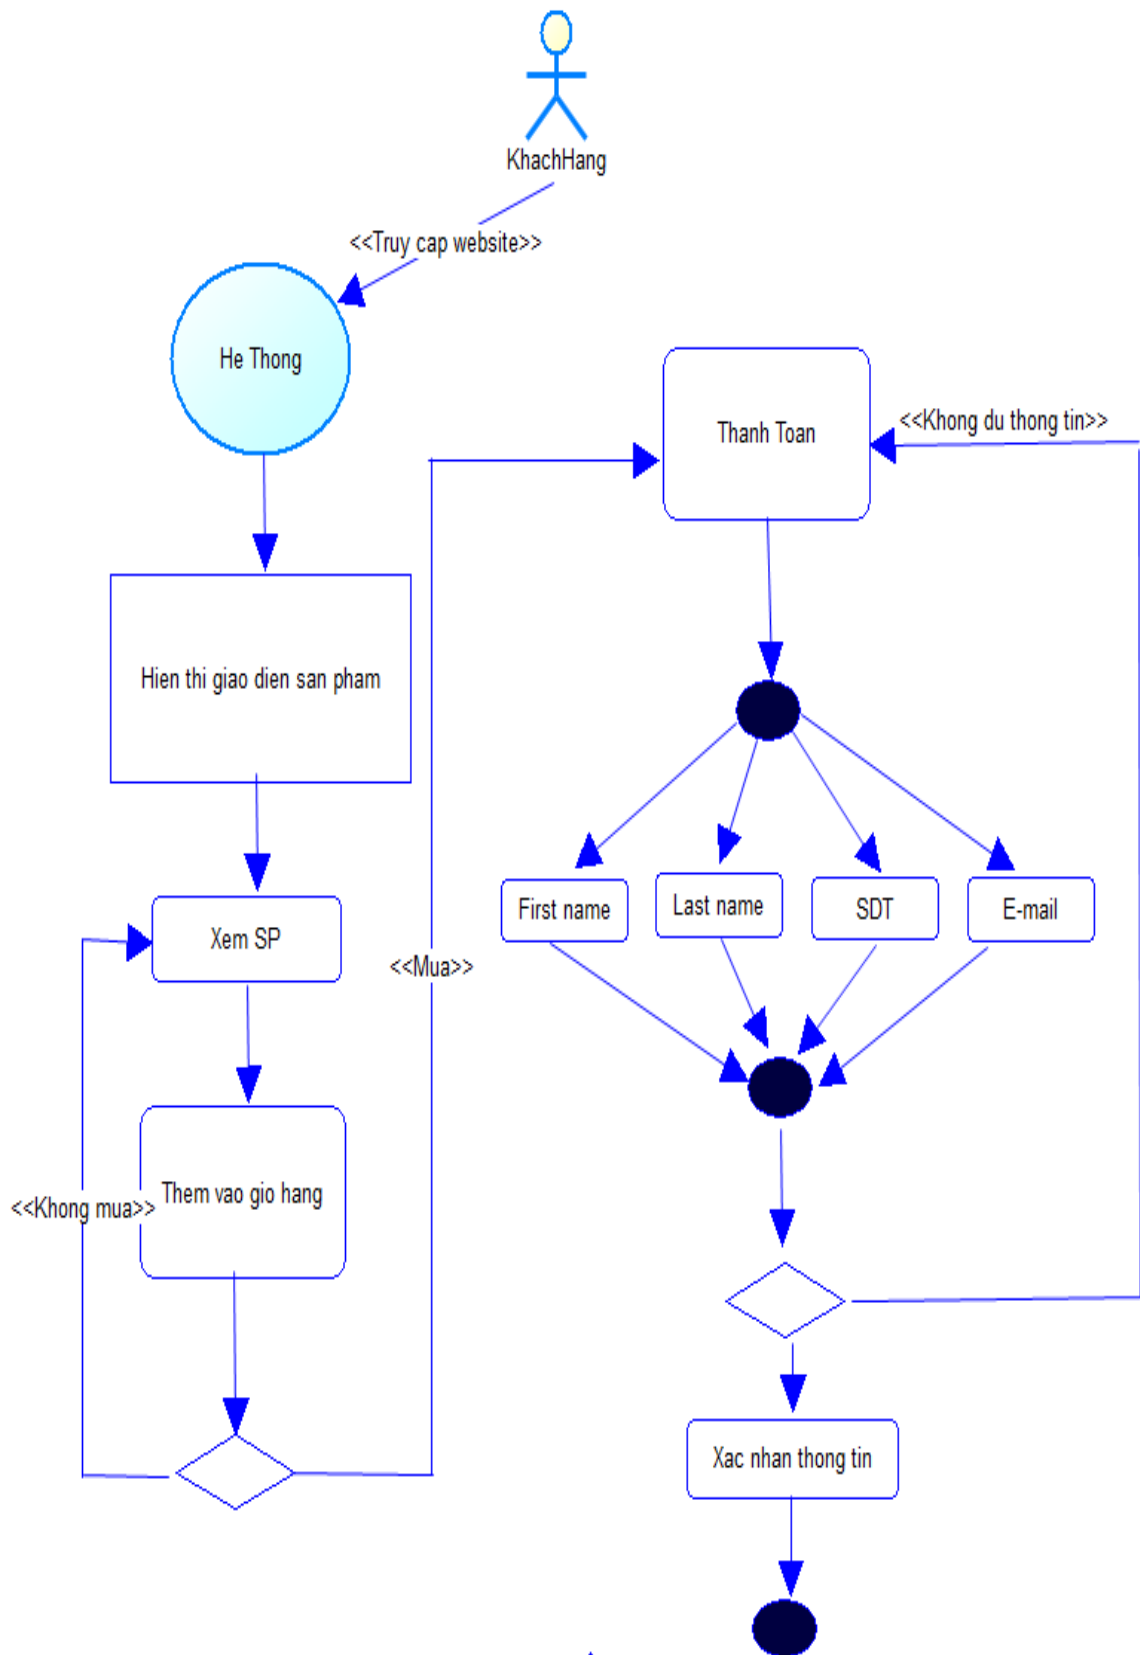 KhachHang
<<Truy cap website>>
He Thong
Thanh Toan
<<Khong du thong tin>>
Hien thi giao dien san pham
First name
Last name
SDT
E-mail
Xem SP
<<Mua>>
Them vao gio hang
<<Khong mua>>
Xac nhan thong tin